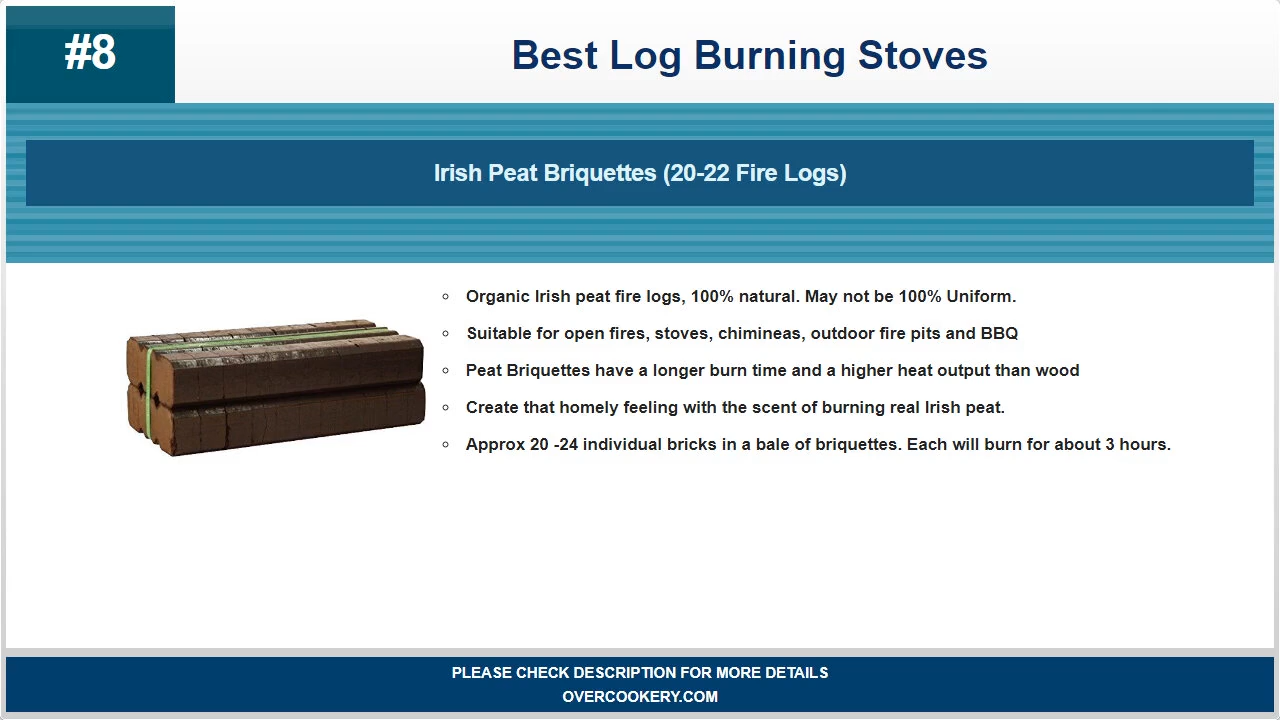 #8
Best Log Burning Stoves
Irish Peat Briquettes (20-22 Fire Logs)
Organic Irish peat fire logs, 100% natural. May not be 100% Uniform.
Suitable for open fires, stoves, chimineas, outdoor fire pits and BBQ
Peat Briquettes have a longer burn time and a higher heat output than wood
Create that homely feeling with the scent of burning real Irish peat.
Approx 20 -24 individual bricks in a bale of briquettes. Each will burn for about 3 hours.
PLEASE CHECK DESCRIPTION FOR MORE DETAILS
OVERCOOKERY.COM